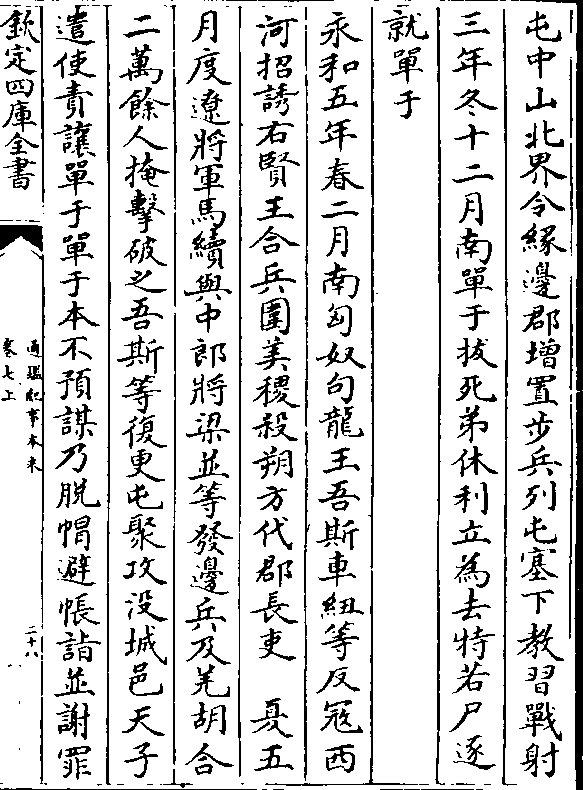 屯中山北界令緣邊郡增置步兵列屯塞下教習戰射
三年冬十二月南單于拔死弟休利立為去特若尸逐
就單于
永和五年春二月南匈奴句龍王吾斯車紐等反寇西
河招誘右賢王合兵圍美稷殺朔方代郡長吏 夏五
月度遼將軍馬續與中郎將梁並等發邊兵及羌胡合
二萬餘人掩擊破之吾斯等復更屯聚攻没城邑天子
遣使責讓單于單于本不預謀乃脱帽避帳詣並謝罪
欽定四庫全書
通鑑紀事本末
卷七上
二十八